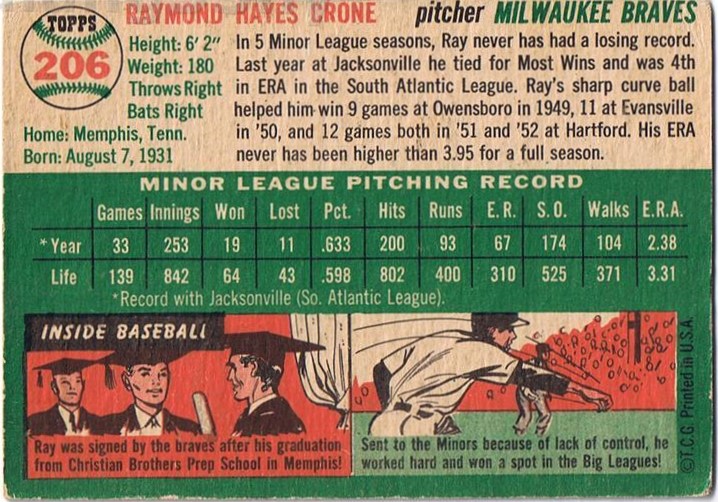 TOPPS
206
RAYMOND HAYES CRONE pitcher MILWAUKEE BRAVES
Height: 6' 2"
Weight: 180
Throws Right
Bats Right
Home: Memphis, Tenn.
Born: August 7, 1931
In 5 Minor League seasons, Ray never has had a losing record.
Last year at Jacksonville he tied for Most Wins and was 4th
in ERA in the South Atlantic League. Ray's sharp curve ball
helped him win 9 games at Owensboro in 1949, 11 at Evansville
in '50, and 12 games both in '51 and '52 at Hartford. His ERA
never has been higher than 3.95 for a full season.
MINOR LEAGUE PITCHING RECORD
Games Innings Won Lost Pct. Hits Runs E.R. S.O. Walks E.R.A.
*Year 33 253 19 11 .633 200 93 67 174 104 2.38
Life 139 842 64 43 .598 802 400 310 525 371 3.31
*Record with Jacksonville (So. Atlantic League).
INSIDE BASEBALL
Ray was signed by the braves after his graduation
from Christian Brothers Prep School in Memphis!
Sent to the Minors because of lack of control, he
worked hard and won a spot in the Big Leagues!
©T.C.G. Printed in U.S.A.